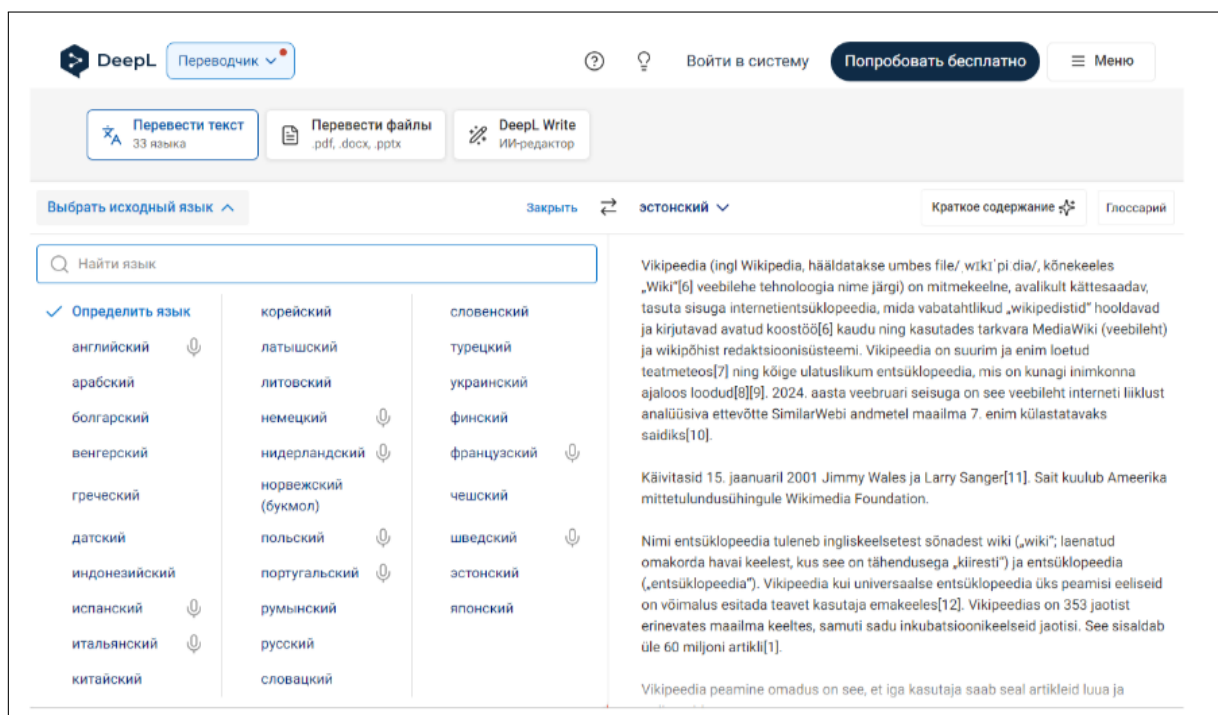 DeepL Переводчик
Войти в систему
Попробовать бесплатно
Меню
Перевести текст
33 языка
Перевести файлы
.pdf, .docx, .pptx
DeepL Write
ИИ-редактор
Выбрать исходный язык
Закрыть
эстонский
Краткое содержание
Глоссарий
Найти язык
Определить язык
английский
арабский
болгарский
венгерский
греческий
датский
индонезийский
испанский
итальянский
китайский
корейский
латышский
литовский
немецкий
нидерландский
норвежский
(букмол)
польский
португальский
румынский
русский
словацкий
словенский
турецкий
украинский
финский
французский
чешский
шведский
эстонский
японский
Vikipeedia (ingl Wikipedia, hääldatakse umbes file/ˌwɪkɪˈpi dia/, kõnekeeles
„Wiki"[6] veebilehe tehnoloogia nime järgi) on mitmekeelne, avalikult kättesaadav,
tasuta sisuga internetientsüklopeedia, mida vabatahtlikud „wikipedistid" hooldavad
ja kirjutavad avatud koostöö[6] kaudu ning kasutades tarkvara MediaWiki (veebileht)
ja wikipõhist redaktsioonisüsteemi. Vikipeedia on suurim ja enim loetud
teatmeteos[7] ning kõige ulatuslikum entsüklopeedia, mis on kunagi inimkonna
ajaloos loodud[8][9]. 2024. aasta veebruari seisuga on see veebileht interneti liiklust
analüüsiva ettevõtte SimilarWebi andmetel maailma 7. enim külastatavaks
saidiks[10].
Käivitasid 15. jaanuaril 2001 Jimmy Wales ja Larry Sanger[11]. Sait kuulub Ameerika
mittetulundusühingule Wikimedia Foundation.
Nimi entsüklopeedia tuleneb ingliskeelsetest sõnadest wiki („wiki"; laenatud
omakorda havai keelest, kus see on tähendusega „kiiresti") ja entsüklopeedia
(„entsüklopeedia"). Vikipeedia kui universaalse entsüklopeedia üks peamisi eeliseid
on võimalus esitada teavet kasutaja emakeeles[12]. Vikipeedias on 353 jaotist
erinevates maailma keeltes, samuti sadu inkubatsioonikeelseid jaotisi. See sisaldab
üle 60 miljoni artikli[1].
Vikipeedia peamine omadus on see, et iga kasutaja saab seal artikleid luua ja